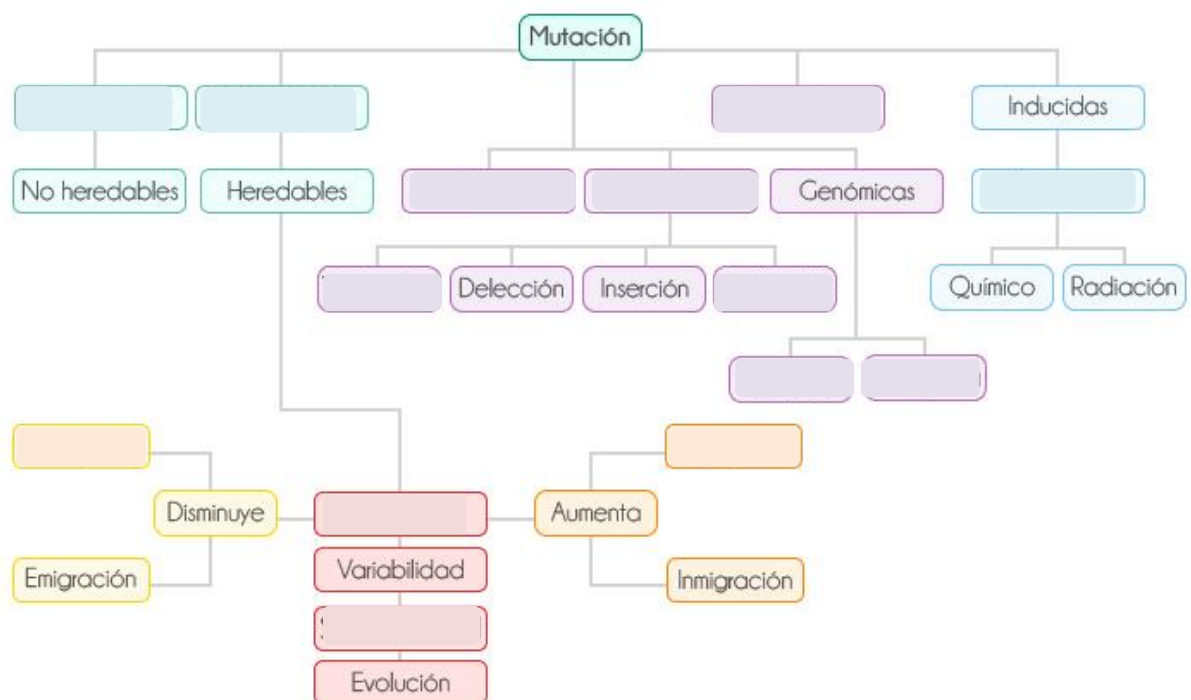 Mutación
Inducidas
No heredables
Heredables
Genómicas
Delección
Inserción
Químico
Radiación
Disminuye
Aumenta
Emigración
Variabilidad
Inmigración
Evolución